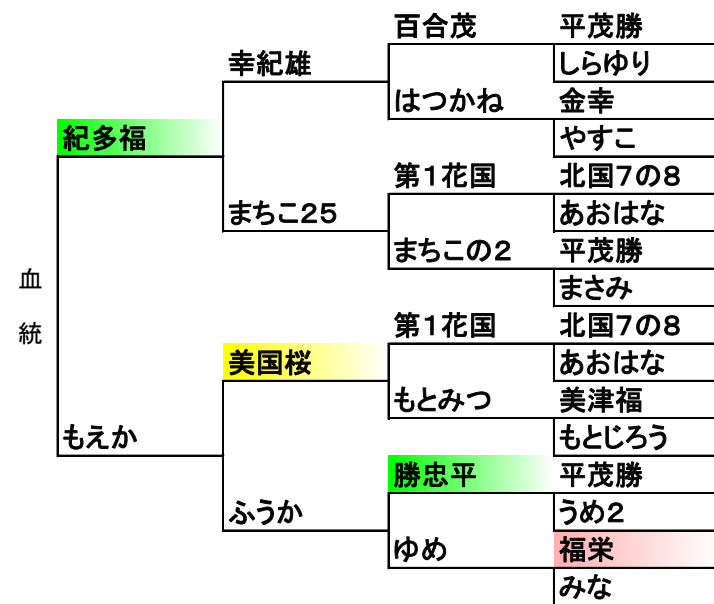 百合茂 平茂勝
幸紀雄 しらゆり
はつかね 金幸
紀多福 やすこ
第１花国 北国７の８
まちこ２５ あおはな
まちこの２ 平茂勝
血 まさみ
統 第１花国 北国７の８
美国桜 あおはな
もとみつ 美津福
もえか もとじろう
勝忠平 平茂勝
ふうか うめ２
ゆめ 福栄
みな